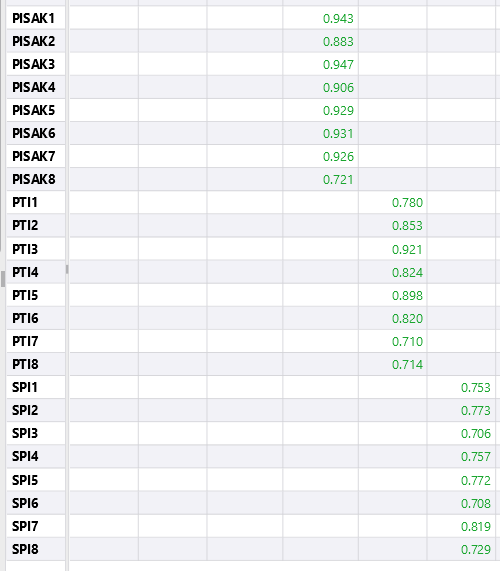 PISAK1 0.943
PISAK2 0.883
PISAK3 0.947
PISAK4 0.906
PISAK5 0.929
PISAK6 0.931
PISAK7 0.926
PISAK8 0.721
PTI1 0.780
PTI2 0.853
PTI3 0.921
PTI4 0.824
PTI5 0.898
PTI6 0.820
PTI7 0.710
PTI8 0.714
SPI1 0.753
SPI2 0.773
SPI3 0.706
SPI4 0.757
SPI5 0.772
SPI6 0.708
SPI7 0.819
SPI8 0.729